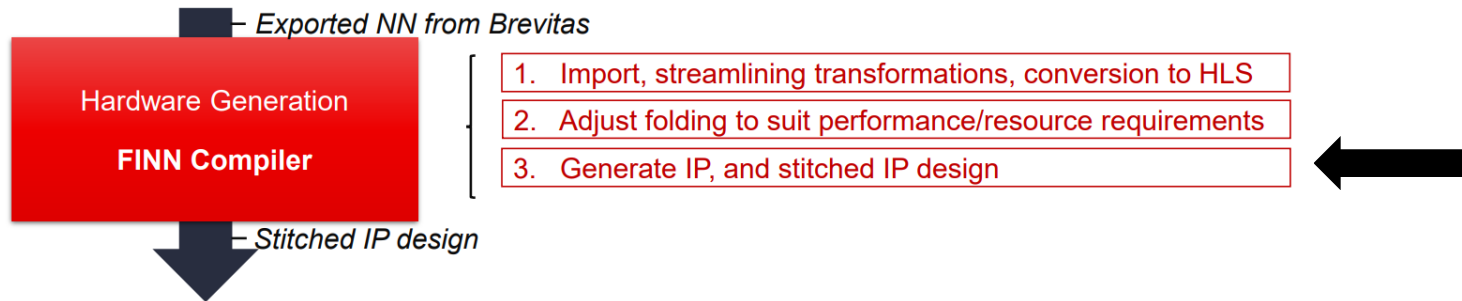 – Exported NN from Brevitas
Hardware Generation
FINN Compiler
1. Import, streamlining transformations, conversion to HLS
2. Adjust folding to suit performance/resource requirements
3. Generate IP, and stitched IP design
– Stitched IP design